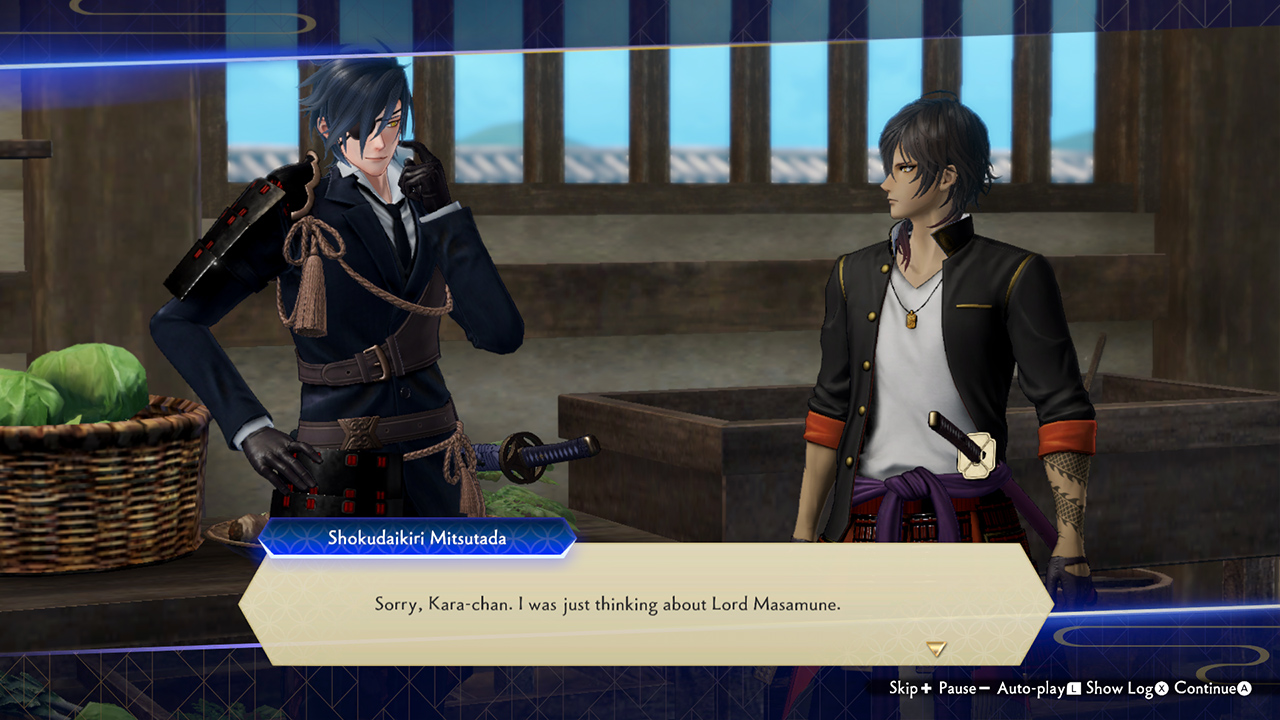 Shokudaikiri Mitsutada
Sorry, Kara-chan. I was just thinking about Lord Masamune.
Skip+ Pause− Auto-play L Show Log X Continue A